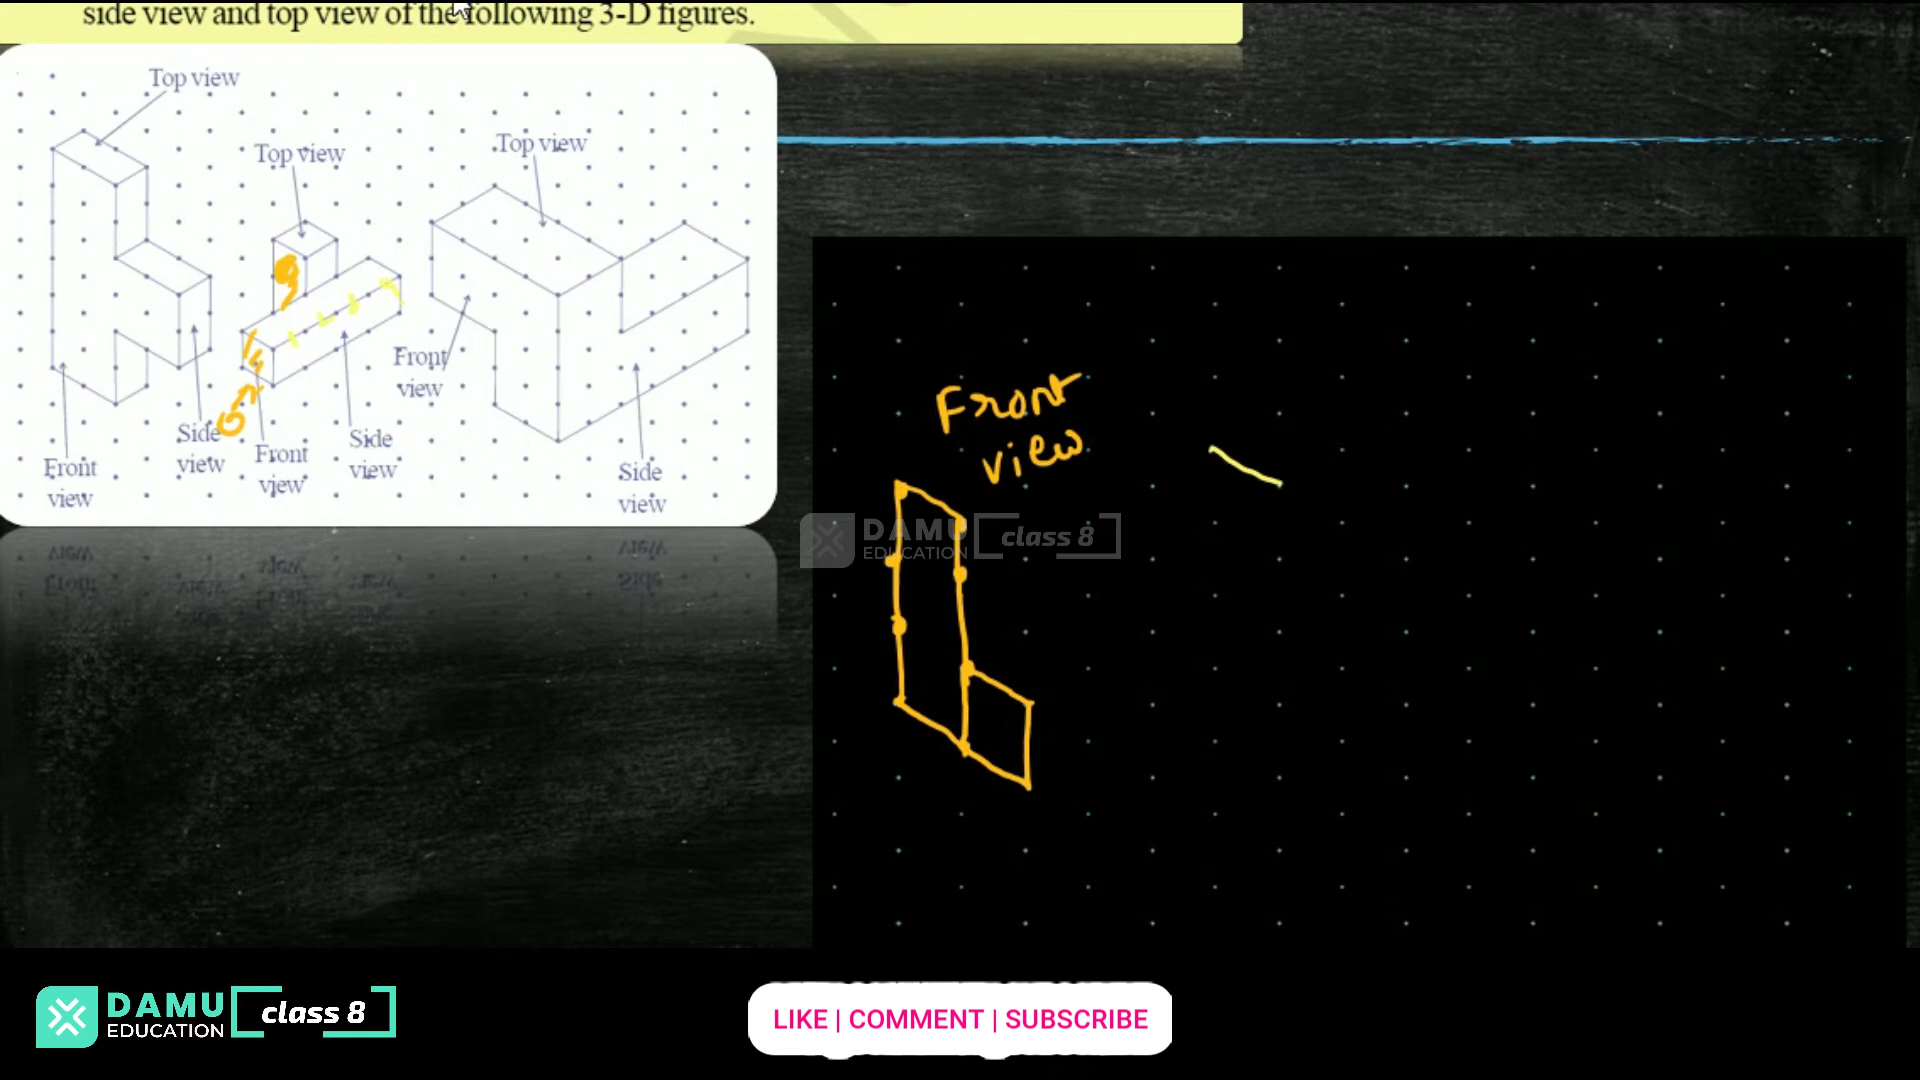 side view and top view of the following 3-D figures.
Top view
Top view
Top view
Front
view
Side
view
Front
view
Side
view
Front
view
Side
view
Front
view
DAMU
EDUCATION
class 8
DAMU
EDUCATION
class 8
LIKE | COMMENT | SUBSCRIBE